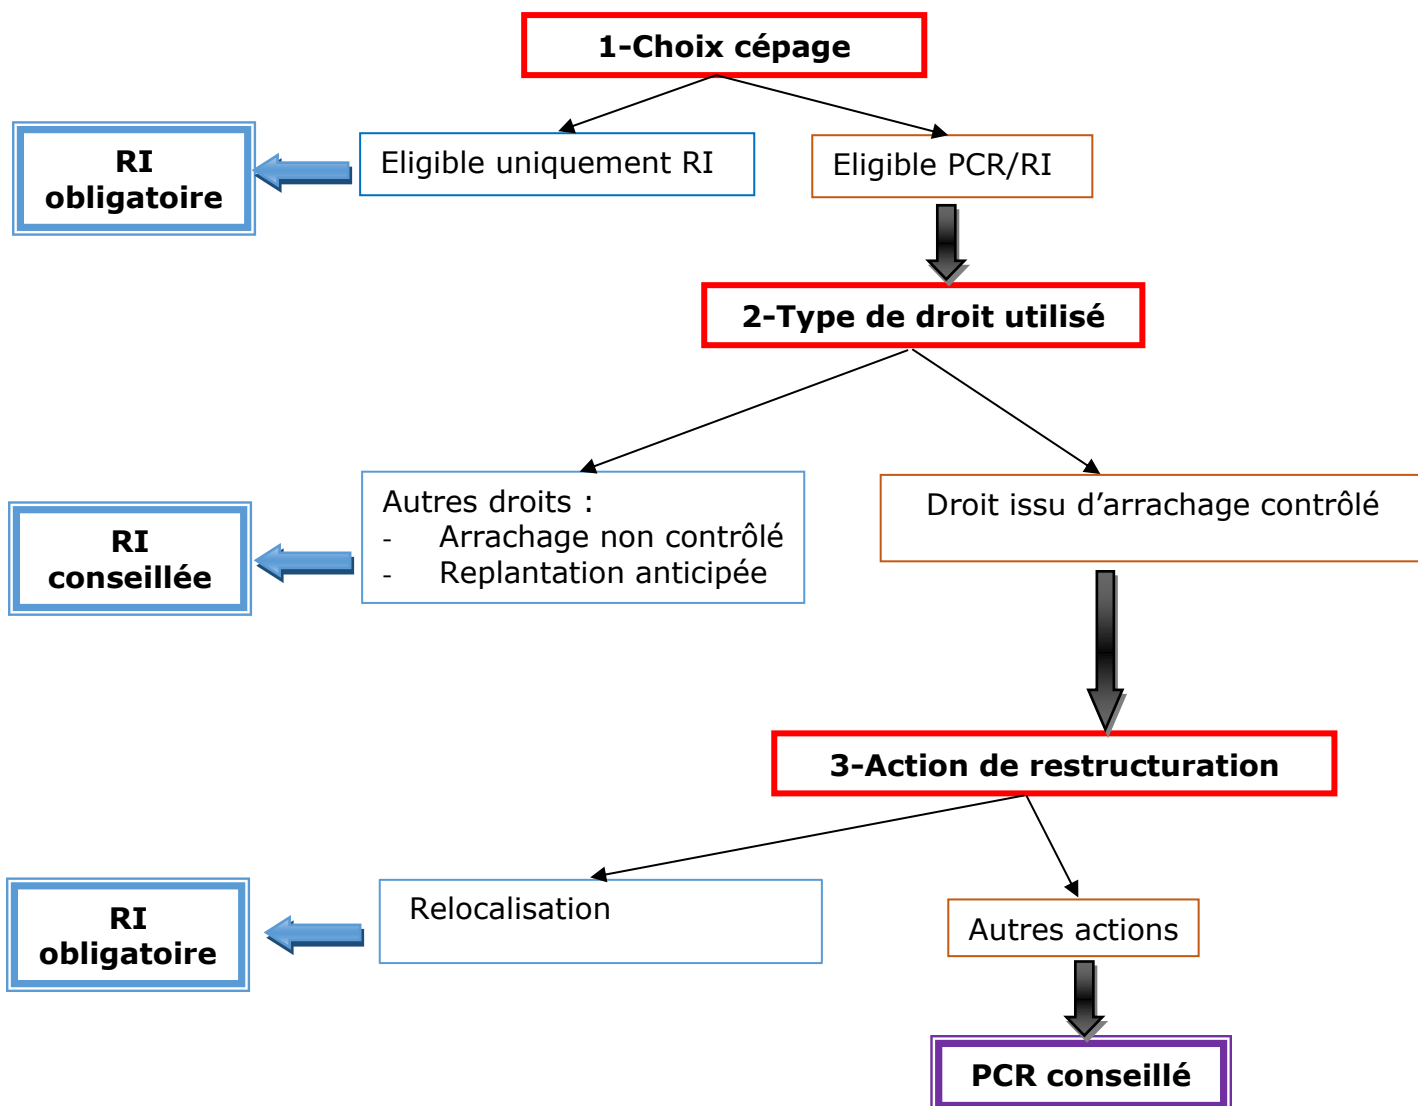 1-Choix cépage
RI
obligatoire
Eligible uniquement RI
Eligible PCR/RI
2-Type de droit utilisé
RI
conseillée
Autres droits :
- Arrachage non contrôlé
- Replantation anticipée
Droit issu d’arrachage contrôlé
3-Action de restructuration
RI
obligatoire
Relocalisation
Autres actions
PCR conseillé